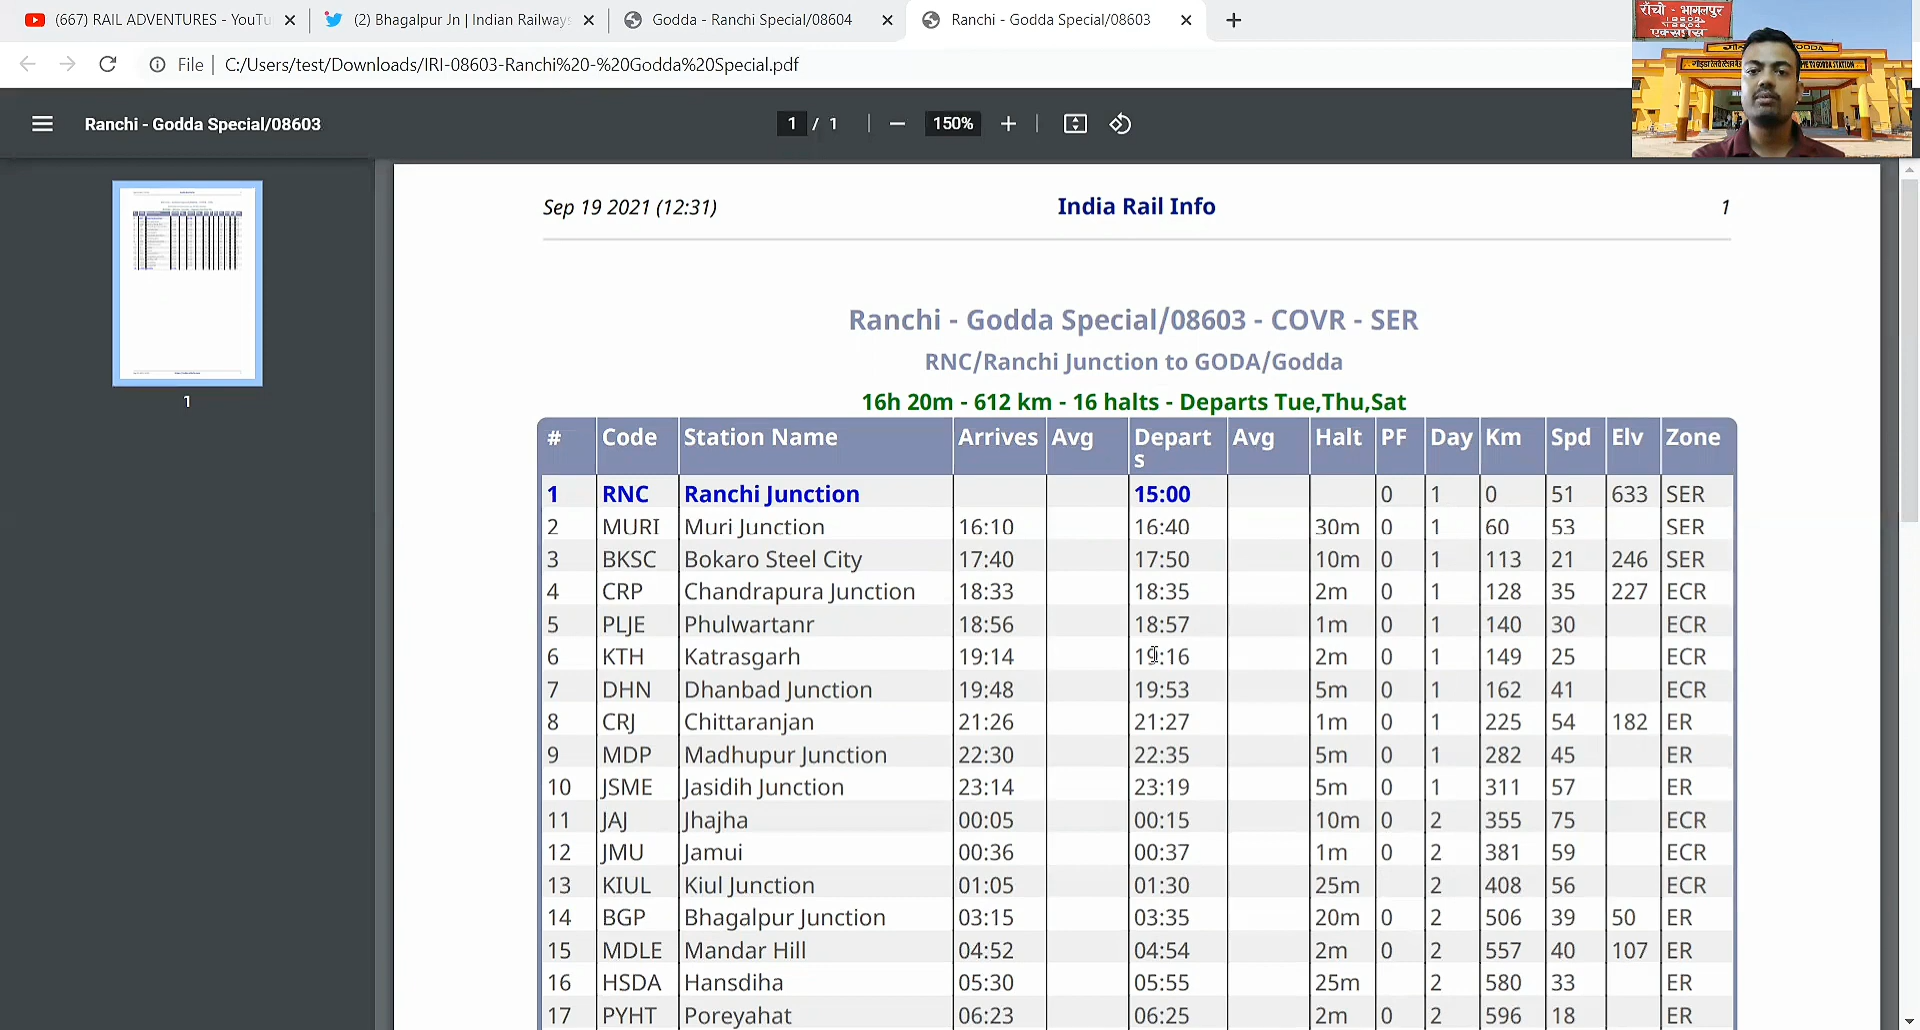 (667) RAIL ADVENTURES - YouTu
(2) Bhagalpur Jn | Indian Railways
Godda - Ranchi Special/08604
Ranchi - Godda Special/08603
File
C:/Users/test/Downloads/IRI-08603-Ranchi%20-%20Godda%20Special.pdf
राँची - भागलपुर
एक्सप्रेस
Ranchi - Godda Special/08603
1 / 1
150%
1
Sep 19 2021 (12:31) India Rail Info 1
Ranchi - Godda Special/08603 - COVR - SER
RNC/Ranchi Junction to GODA/Godda
16h 20m - 612 km - 16 halts - Departs Tue,Thu,Sat
# Code Station Name Arrives Avg Departs Avg Halt PF Day Km Spd Elv Zone
1 RNC Ranchi Junction 15:00 0 1 0 51 633 SER
2 MURI Muri Junction 16:10 16:40 30m 0 1 60 53 SER
3 BKSC Bokaro Steel City 17:40 17:50 10m 0 1 113 21 246 SER
4 CRP Chandrapura Junction 18:33 18:35 2m 0 1 128 35 227 ECR
5 PLJE Phulwartanr 18:56 18:57 1m 0 1 140 30 ECR
6 KTH Katrasgarh 19:14 19:16 2m 0 1 149 25 ECR
7 DHN Dhanbad Junction 19:48 19:53 5m 0 1 162 41 ECR
8 CRJ Chittaranjan 21:26 21:27 1m 0 1 225 54 182 ER
9 MDP Madhupur Junction 22:30 22:35 5m 0 1 282 45 ER
10 JSME Jasidih Junction 23:14 23:19 5m 0 1 311 57 ER
11 JAJ Jhajha 00:05 00:15 10m 0 2 355 75 ECR
12 JMU Jamui 00:36 00:37 1m 0 2 381 59 ECR
13 KIUL Kiul Junction 01:05 01:30 25m 2 408 56 ECR
14 BGP Bhagalpur Junction 03:15 03:35 20m 0 2 506 39 50 ER
15 MDLE Mandar Hill 04:52 04:54 2m 0 2 557 40 107 ER
16 HSDA Hansdiha 05:30 05:55 25m 2 580 33 ER
17 PYHT Poreyahat 06:23 06:25 2m 0 2 596 18 ER